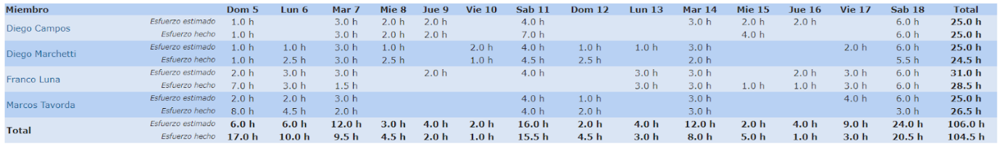 Miembro Dom 5 Lun 6 Mar 7 Mie 8 Jue 9 Vie 10 Sab 11 Dom 12 Lun 13 Mar 14 Mie 15 Jue 16 Vie 17 Sab 18 Total
Diego Campos
Esfuerzo estimado 1.0 h 3.0 h 2.0 h 2.0 h 4.0 h 3.0 h 2.0 h 2.0 h 6.0 h 25.0 h
Esfuerzo hecho 1.0 h 3.0 h 2.0 h 2.0 h 7.0 h 4.0 h 6.0 h 25.0 h
Diego Marchetti
Esfuerzo estimado 1.0 h 1.0 h 3.0 h 1.0 h 2.0 h 4.0 h 1.0 h 1.0 h 3.0 h 2.0 h 6.0 h 25.0 h
Esfuerzo hecho 1.0 h 2.5 h 3.0 h 2.5 h 1.0 h 4.5 h 2.5 h 2.0 h 5.5 h 24.5 h
Franco Luna
Esfuerzo estimado 2.0 h 3.0 h 3.0 h 2.0 h 4.0 h 3.0 h 3.0 h 2.0 h 3.0 h 6.0 h 31.0 h
Esfuerzo hecho 7.0 h 3.0 h 1.5 h 3.0 h 3.0 h 1.0 h 1.0 h 3.0 h 6.0 h 28.5 h
Marcos Tavorda
Esfuerzo estimado 2.0 h 2.0 h 3.0 h 4.0 h 1.0 h 3.0 h 4.0 h 6.0 h 25.0 h
Esfuerzo hecho 8.0 h 4.5 h 2.0 h 4.0 h 2.0 h 3.0 h 3.0 h 26.5 h
Total
Esfuerzo estimado 6.0 h 6.0 h 12.0 h 3.0 h 4.0 h 2.0 h 16.0 h 2.0 h 4.0 h 12.0 h 2.0 h 4.0 h 9.0 h 24.0 h 106.0 h
Esfuerzo hecho 17.0 h 10.0 h 9.5 h 4.5 h 2.0 h 1.0 h 15.5 h 4.5 h 3.0 h 8.0 h 5.0 h 1.0 h 3.0 h 20.5 h 104.5 h